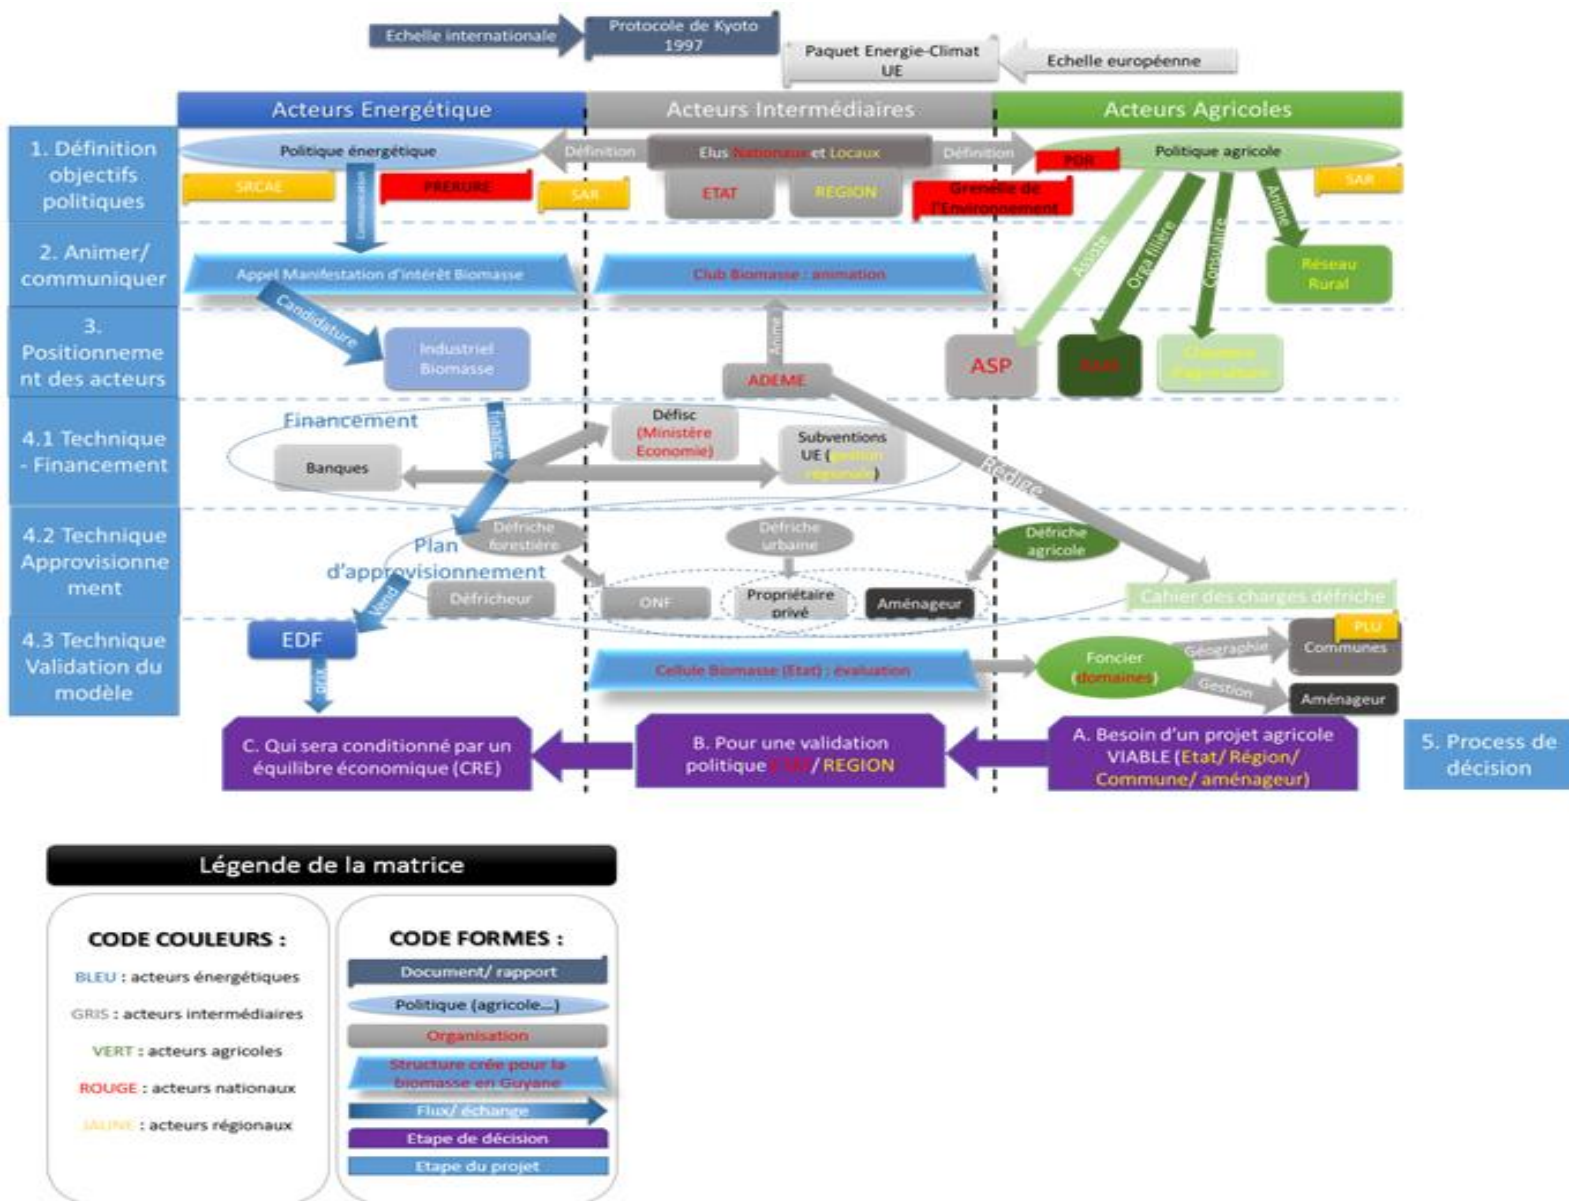 Echelle internationale
Protocole de Kyoto
1997
Paquet Energie-Climat
UE
Echelle européenne
Acteurs Energétique
Acteurs Intermédiaires
Acteurs Agricoles
1. Définition
objectifs
politiques
Politique énergétique
Définition
Elus Nationaux et Locaux
Définition
PDR
Politique agricole
SRCAE
PRERURE
SAR
ETAT
REGION
Grenelle de
l'Environnement
SAR
Communication
Assiste
Orga filière
Consulaire
Anime
2. Animer/
communiquer
Appel Manifestation d'intérêt Biomasse
Club Biomasse : animation
Réseau
Rural
Candidature
3.
Positionneme
nt des acteurs
Industriel
Biomasse
Anime
ADEME
ASP
Chambre
d'agriculture
4.1 Technique
- Financement
Financement
finance
Banques
Défisc
(Ministère
Economie)
Subventions
UE (gestion
régionale)
Rédige
4.2 Technique
Approvisionne
ment
Défriche
forestière
Défriche
urbaine
Défriche
agricole
Plan
d'approvisionnement
Vend
Défricheur
ONF
Propriétaire
privé
Aménageur
Cahier des charges défriche
4.3 Technique
Validation du
modèle
EDF
prix
Cellule Biomasse (Etat) : évaluation
Foncier
(domaines)
Géographie
PLU
Communes
Gestion
Aménageur
C. Qui sera conditionné par un
équilibre économique (CRE)
B. Pour une validation
politique ETAT/ REGION
A. Besoin d'un projet agricole
VIABLE (Etat/ Région/
Commune/ aménageur)
5. Process de
décision
Légende de la matrice
CODE COULEURS :
BLEU : acteurs énergétiques
GRIS : acteurs intermédiaires
VERT : acteurs agricoles
ROUGE : acteurs nationaux
JAUNE : acteurs régionaux
CODE FORMES :
Document/ rapport
Politique (agricole...)
Organisation
Structure crée pour la
biomasse en Guyane
Flux/ échange
Etape de décision
Etape du projet